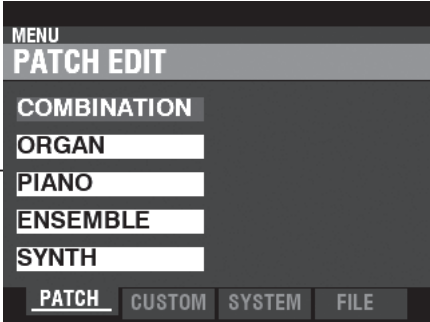 MENU
PATCH EDIT
COMBINATION
ORGAN
PIANO
ENSEMBLE
SYNTH
PATCH CUSTOM SYSTEM FILE